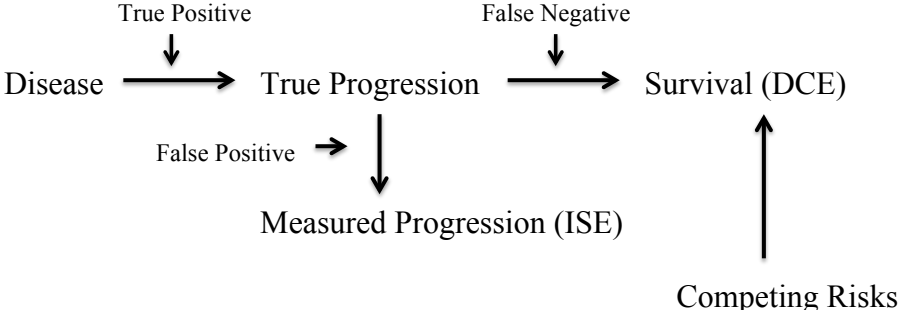 True Positive
False Negative
Disease
True Progression
Survival (DCE)
False Positive
Measured Progression (ISE)
Competing Risks